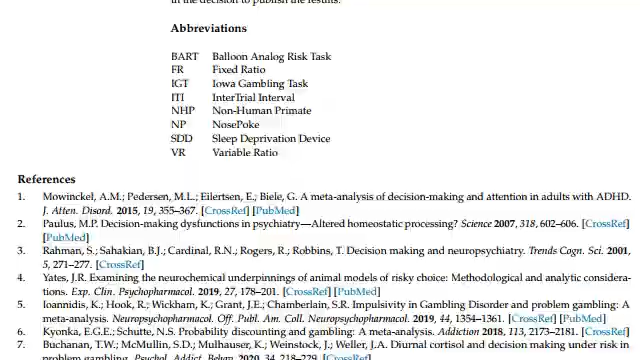 in the decision to publish the results.
Abbreviations
BART Balloon Analog Risk Task
FR Fixed Ratio
IGT Iowa Gambling Task
ITI InterTrial Interval
NHP Non-Human Primate
NP NosePoke
SDD Sleep Deprivation Device
VR Variable Ratio
References
1. Mowinckel, A.M.; Pedersen, M.L.; Eilertsen, E.; Biele, G. A meta-analysis of decision-making and attention in adults with ADHD.
J. Atten. Disord. 2015, 19, 355–367. [CrossRef] [PubMed]
2. Paulus, M.P. Decision-making dysfunctions in psychiatry—Altered homeostatic processing? Science 2007, 318, 602–606. [CrossRef]
[PubMed]
3. Rahman, S.; Sahakian, B.J.; Cardinal, R.N.; Rogers, R.; Robbins, T. Decision making and neuropsychiatry. Trends Cogn. Sci. 2001,
5, 271–277. [CrossRef]
4. Yates, J.R. Examining the neurochemical underpinnings of animal models of risky choice: Methodological and analytic considera-
tions. Exp. Clin. Psychopharmacol. 2019, 27, 178–201. [CrossRef] [PubMed]
5. Ioannidis, K.; Hook, R.; Wickham, K.; Grant, J.E.; Chamberlain, S.R. Impulsivity in Gambling Disorder and problem gambling: A
meta-analysis. Neuropsychopharmacol. Off. Publ. Am. Coll. Neuropsychopharmacol. 2019, 44, 1354–1361. [CrossRef] [PubMed]
6. Kyonka, E.G.E.; Schutte, N.S. Probability discounting and gambling: A meta-analysis. Addiction 2018, 113, 2173–2181. [CrossRef]
7. Buchanan, T.W.; McMullin, S.D.; Mulhauser, K.; Weinstock, J.; Weller, J.A. Diurnal cortisol and decision making under risk in
problem gambling. Psychol. Addict. Behav. 2020, 34, 218–229. [CrossRef]